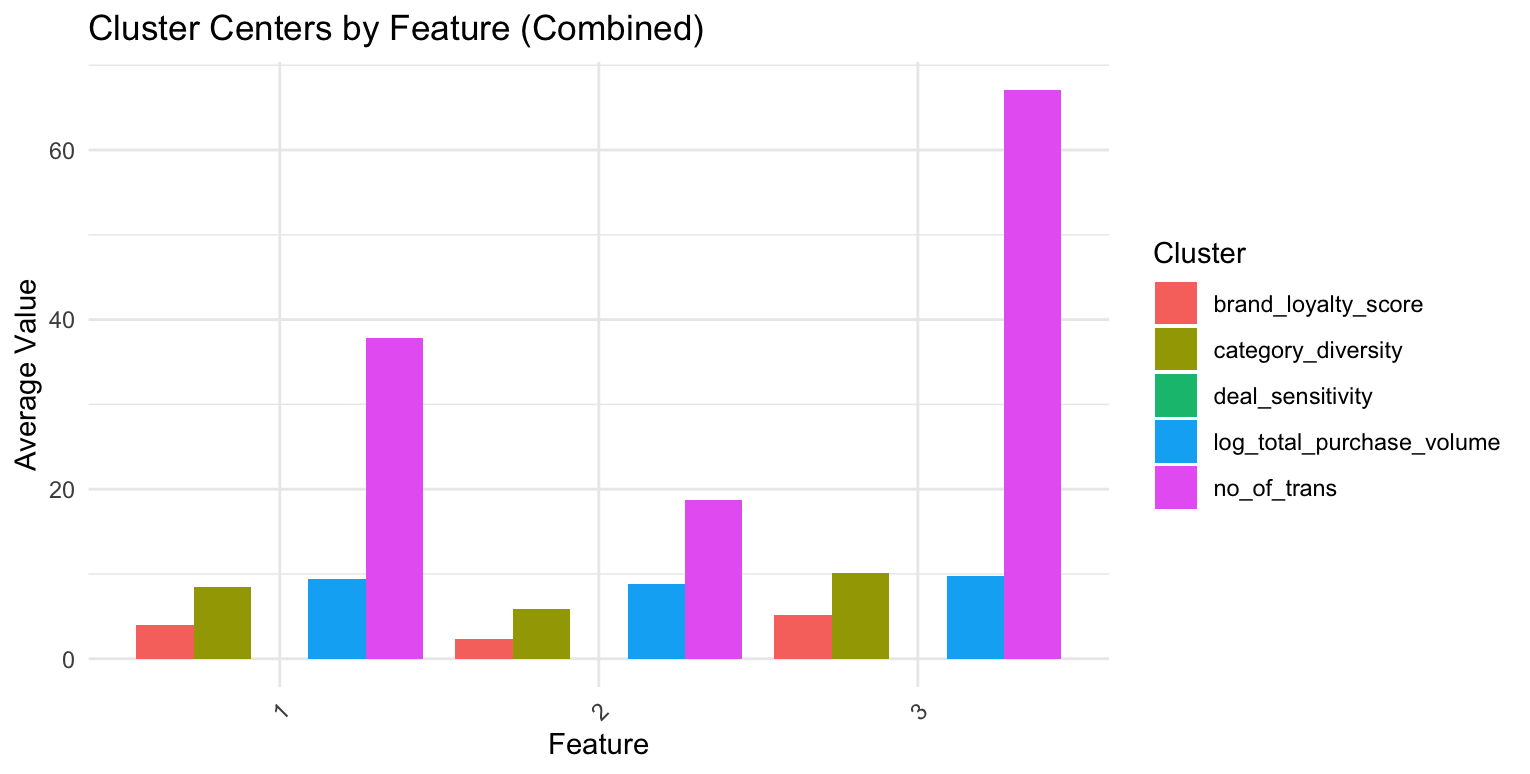 Cluster Centers by Feature (Combined)
Average Value
60
40
20
0
1
2
3
Feature
Cluster
brand_loyalty_score
category_diversity
deal_sensitivity
log_total_purchase_volume
no_of_trans